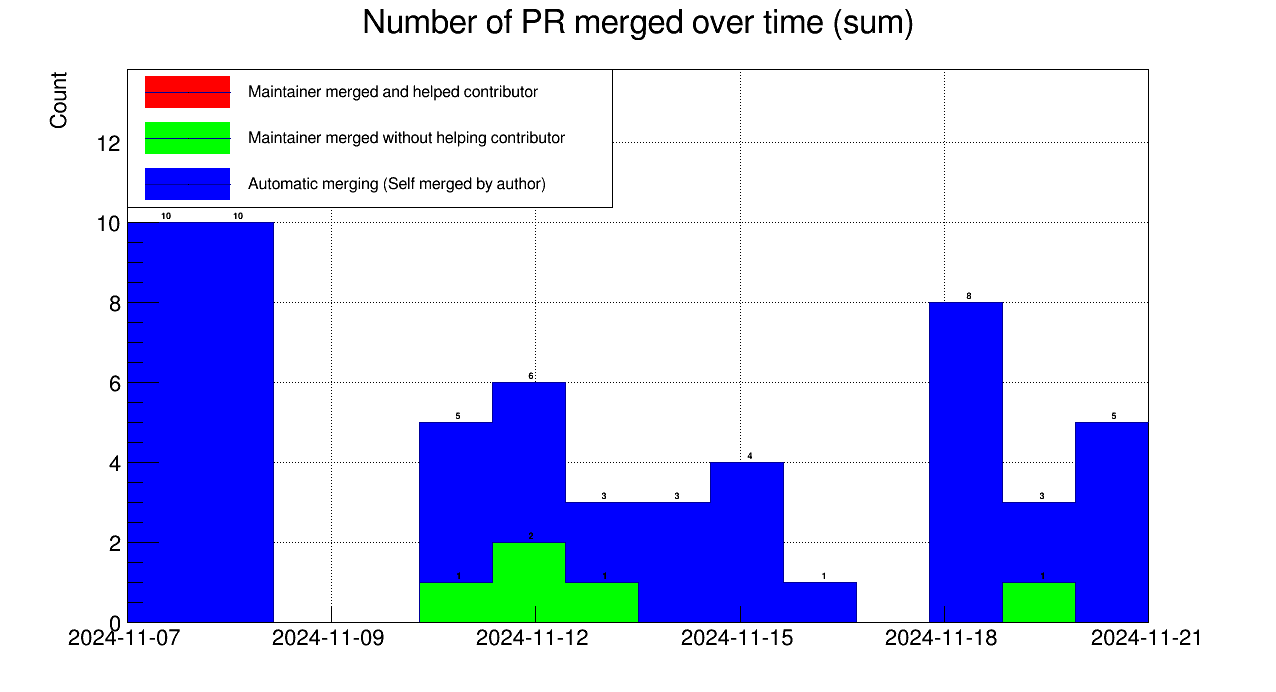 Number of PR merged over time (sum)
Count
Maintainer merged and helped contributor
Maintainer merged without helping contributor
Automatic merging (Self merged by author)
12
10
8
6
4
2
0
10 10
5 6 3 3 4 1 8 3 5
1 2 1 1
2024-11-07 2024-11-09 2024-11-12 2024-11-15 2024-11-18 2024-11-21